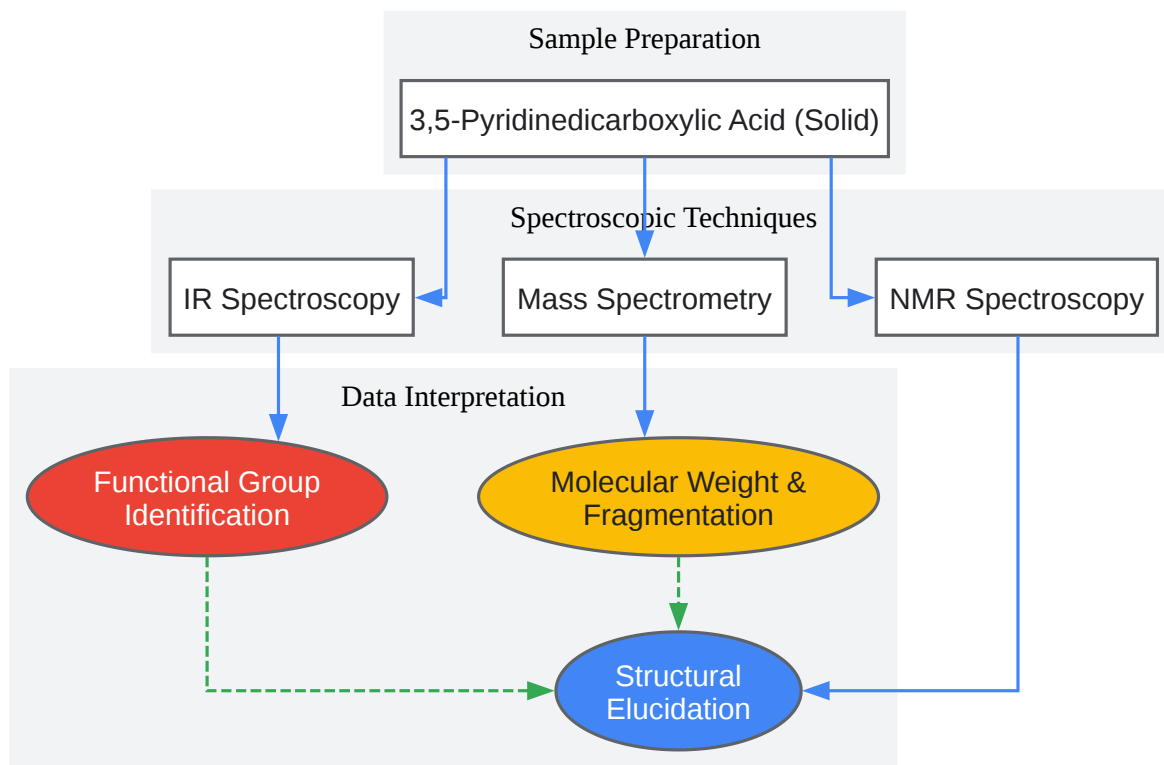 Sample Preparation
3,5-Pyridinedicarboxylic Acid (Solid)
Spectroscopic Techniques
IR Spectroscopy
Mass Spectrometry
NMR Spectroscopy
Data Interpretation
Functional Group
Identification
Molecular Weight &
Fragmentation
Structural
Elucidation